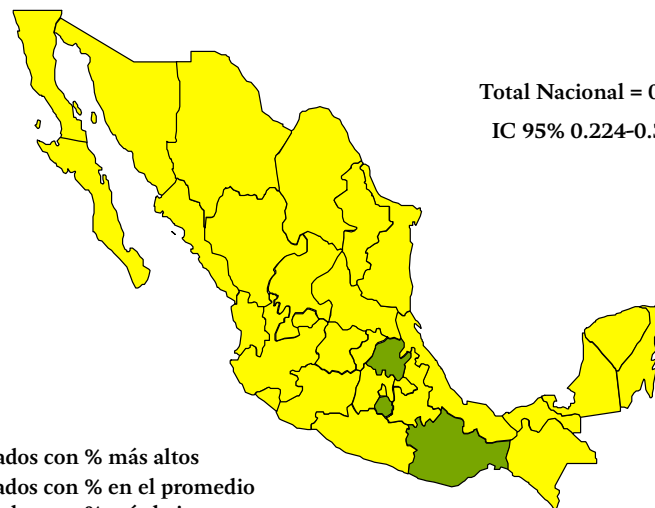 Total Nacional = 0
IC 95% 0.224-0.
ados con % más altos
ados con % en el promedio